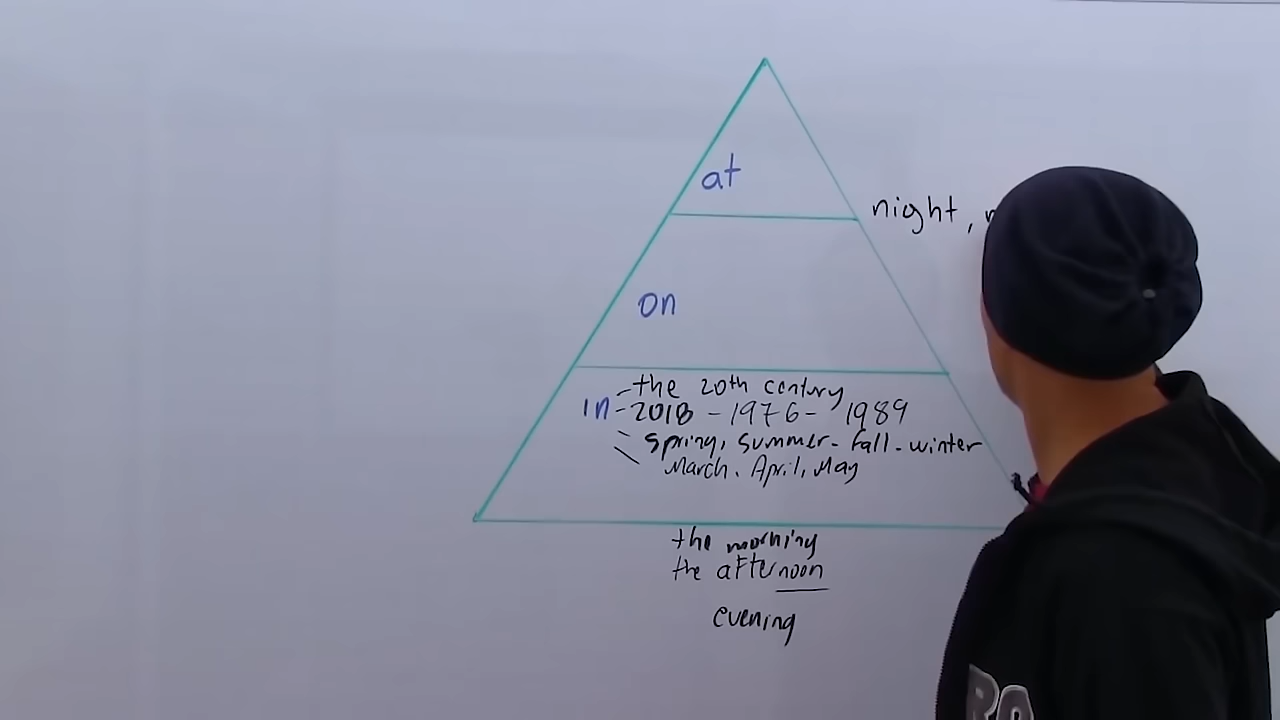 at
night,
on
the 20th century
in - 2018 - 1976 - 1989
spring, summer - fall - winter
March. April, May
the morning
the afternoon
evening